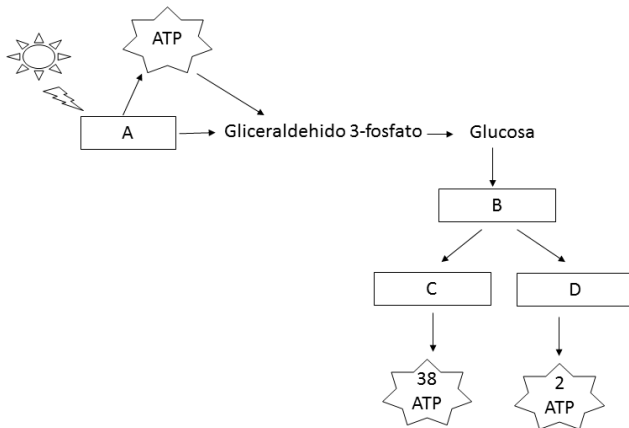 ATP
A
Gliceraldehido 3-fosfato
Glucosa
B
C
D
38
ATP
2
ATP